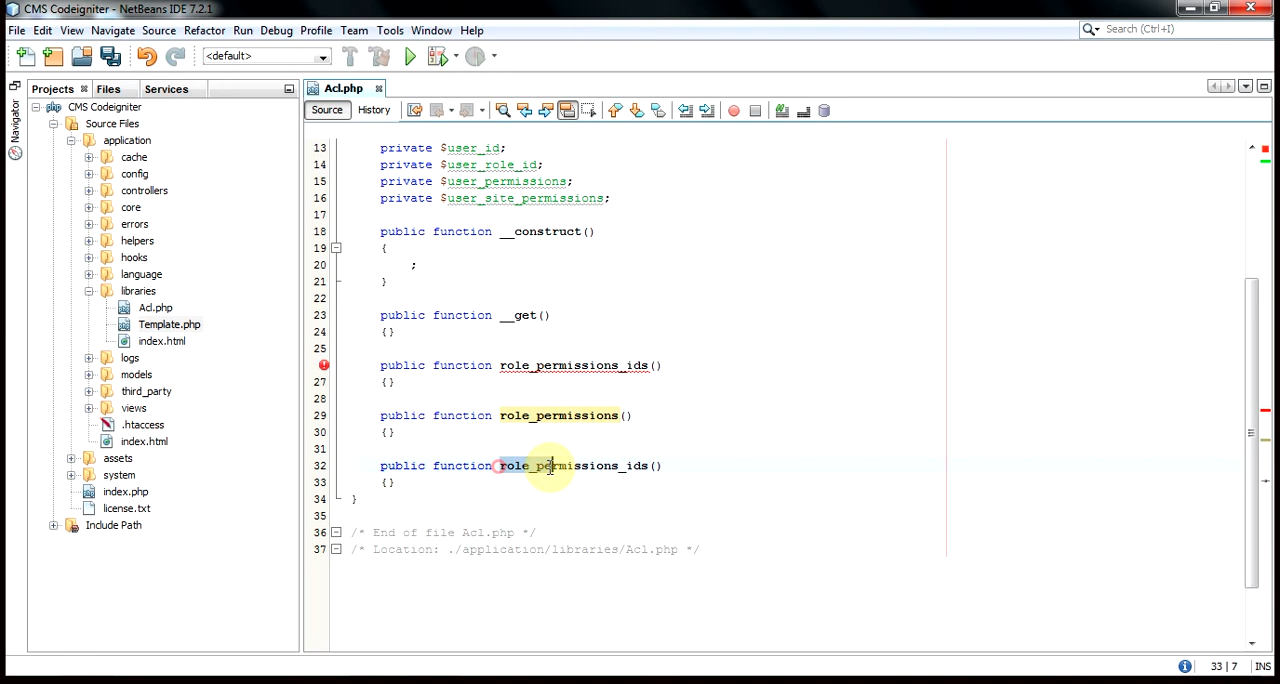 CMS Codeigniter - NetBeans IDE 7.2.1
File Edit View Navigate Source Refactor Run Debug Profile Team Tools Window Help
Search (Ctrl+I)
<default>
Projects Files Services
Acl.php
Navigator
Source History
php CMS Codeigniter
Source Files
application
cache
config
controllers
core
errors
helpers
hooks
language
libraries
Acl.php
Template.php
index.html
logs
models
third_party
views
.htaccess
index.html
assets
system
index.php
license.txt
Include Path
13 private $user_id;
14 private $user_role_id;
15 private $user_permissions;
16 private $user_site_permissions;
17
18 public function __construct()
19 {
20 ;
21 }
22
23 public function __get()
24 {}
25
public function role_permissions_ids()
27 {}
28
29 public function role_permissions()
30 {}
31
32 public function role_permissions_ids()
33 {}
34 }
35
36 /* End of file Acl.php */
37 /* Location: ./application/libraries/Acl.php */
33 | 7 INS